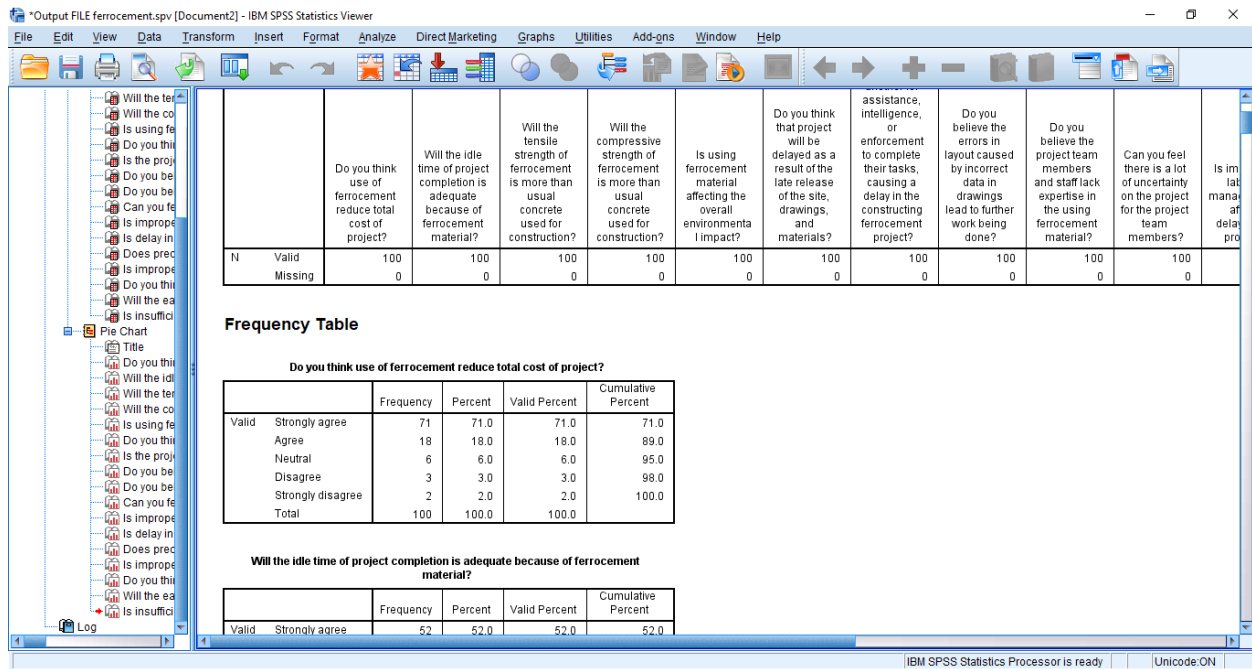 *Output FILE ferrocement.spv [Document2] - IBM SPSS Statistics Viewer
File Edit View Data Transform Insert Format Analyze Direct Marketing Graphs Utilities Add-ons Window Help
Will the ter
Will the co
Is using fe
Do you thi
Is the proj
Do you be
Do you be
Can you fe
Is imprope
Is delay in
Does pred
Is imprope
Do you thi
Will the ea
Is insuffici
Pie Chart
Title
Do you thi
Will the idl
Will the ter
Will the co
Is using fe
Do you thi
Is the proj
Do you be
Do you be
Can you fe
Is imprope
Is delay in
Does pred
Is imprope
Do you thi
Will the ea
Is insuffici
Log
Do you think
use of
ferrocement
reduce total
cost of
project?
Will the idle
time of project
completion is
adequate
because of
ferrocement
material?
Will the
tensile
strength of
ferrocement
is more than
usual
concrete
used for
construction?
Will the
compressive
strength of
ferrocement
is more than
usual
concrete
used for
construction?
Is using
ferrocement
material
affecting the
overall
environmenta
l impact?
Do you think
that project
will be
delayed as a
result of the
late release
of the site,
drawings,
and
materials?
assistance,
intelligence,
or
enforcement
to complete
their tasks,
causing a
delay in the
constructing
ferrocement
project?
Do you
believe the
errors in
layout caused
by incorrect
data in
drawings
lead to further
work being
done?
Do you
believe the
project team
members
and staff lack
expertise in
the using
ferrocement
material?
Can you feel
there is a lot
of uncertainty
on the project
for the project
team
members?
Is im
lab
mana
af
dela
pro
N Valid 100 100 100 100 100 100 100 100 100 100
Missing 0 0 0 0 0 0 0 0 0 0
Frequency Table
Do you think use of ferrocement reduce total cost of project?
Frequency Percent Valid Percent Cumulative
Percent
Valid Strongly agree 71 71.0 71.0 71.0
Agree 18 18.0 18.0 89.0
Neutral 6 6.0 6.0 95.0
Disagree 3 3.0 3.0 98.0
Strongly disagree 2 2.0 2.0 100.0
Total 100 100.0 100.0
Will the idle time of project completion is adequate because of ferrocement
material?
Frequency Percent Valid Percent Cumulative
Percent
Valid Strongly agree 52 52.0 52.0 52.0
IBM SPSS Statistics Processor is ready Unicode:ON